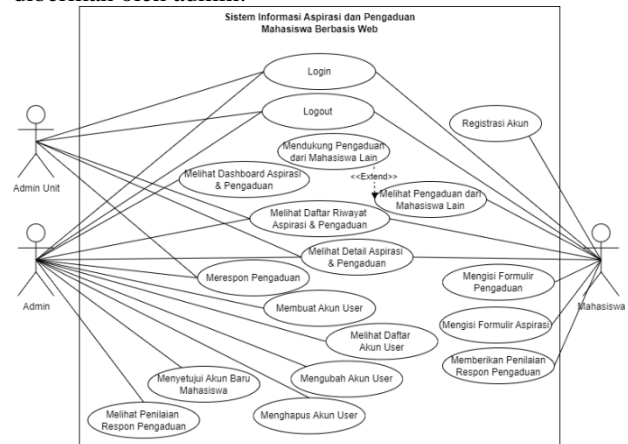 diberikan oleh admin.
Sistem Informasi Aspirasi dan Pengaduan
Mahasiswa Berbasis Web
Login
Logout
Registrasi Akun
Mendukung Pengaduan
dari Mahasiswa Lain
<<Extend>>
Admin Unit
Melihat Dashboard Aspirasi
& Pengaduan
Melihat Pengaduan dari
Mahasiswa Lain
Melihat Daftar Riwayat
Aspirasi & Pengaduan
Melihat Detail Aspirasi
& Pengaduan
Merespon Pengaduan
Mengisi Formulir
Pengaduan
Admin
Mahasiswa
Membuat Akun User
Mengisi Formulir Aspirasi
Melihat Daftar
Akun User
Memberikan Penilaian
Respon Pengaduan
Menyetujui Akun Baru
Mahasiswa
Mengubah Akun User
Melihat Penilaian
Respon Pengaduan
Menghapus Akun User